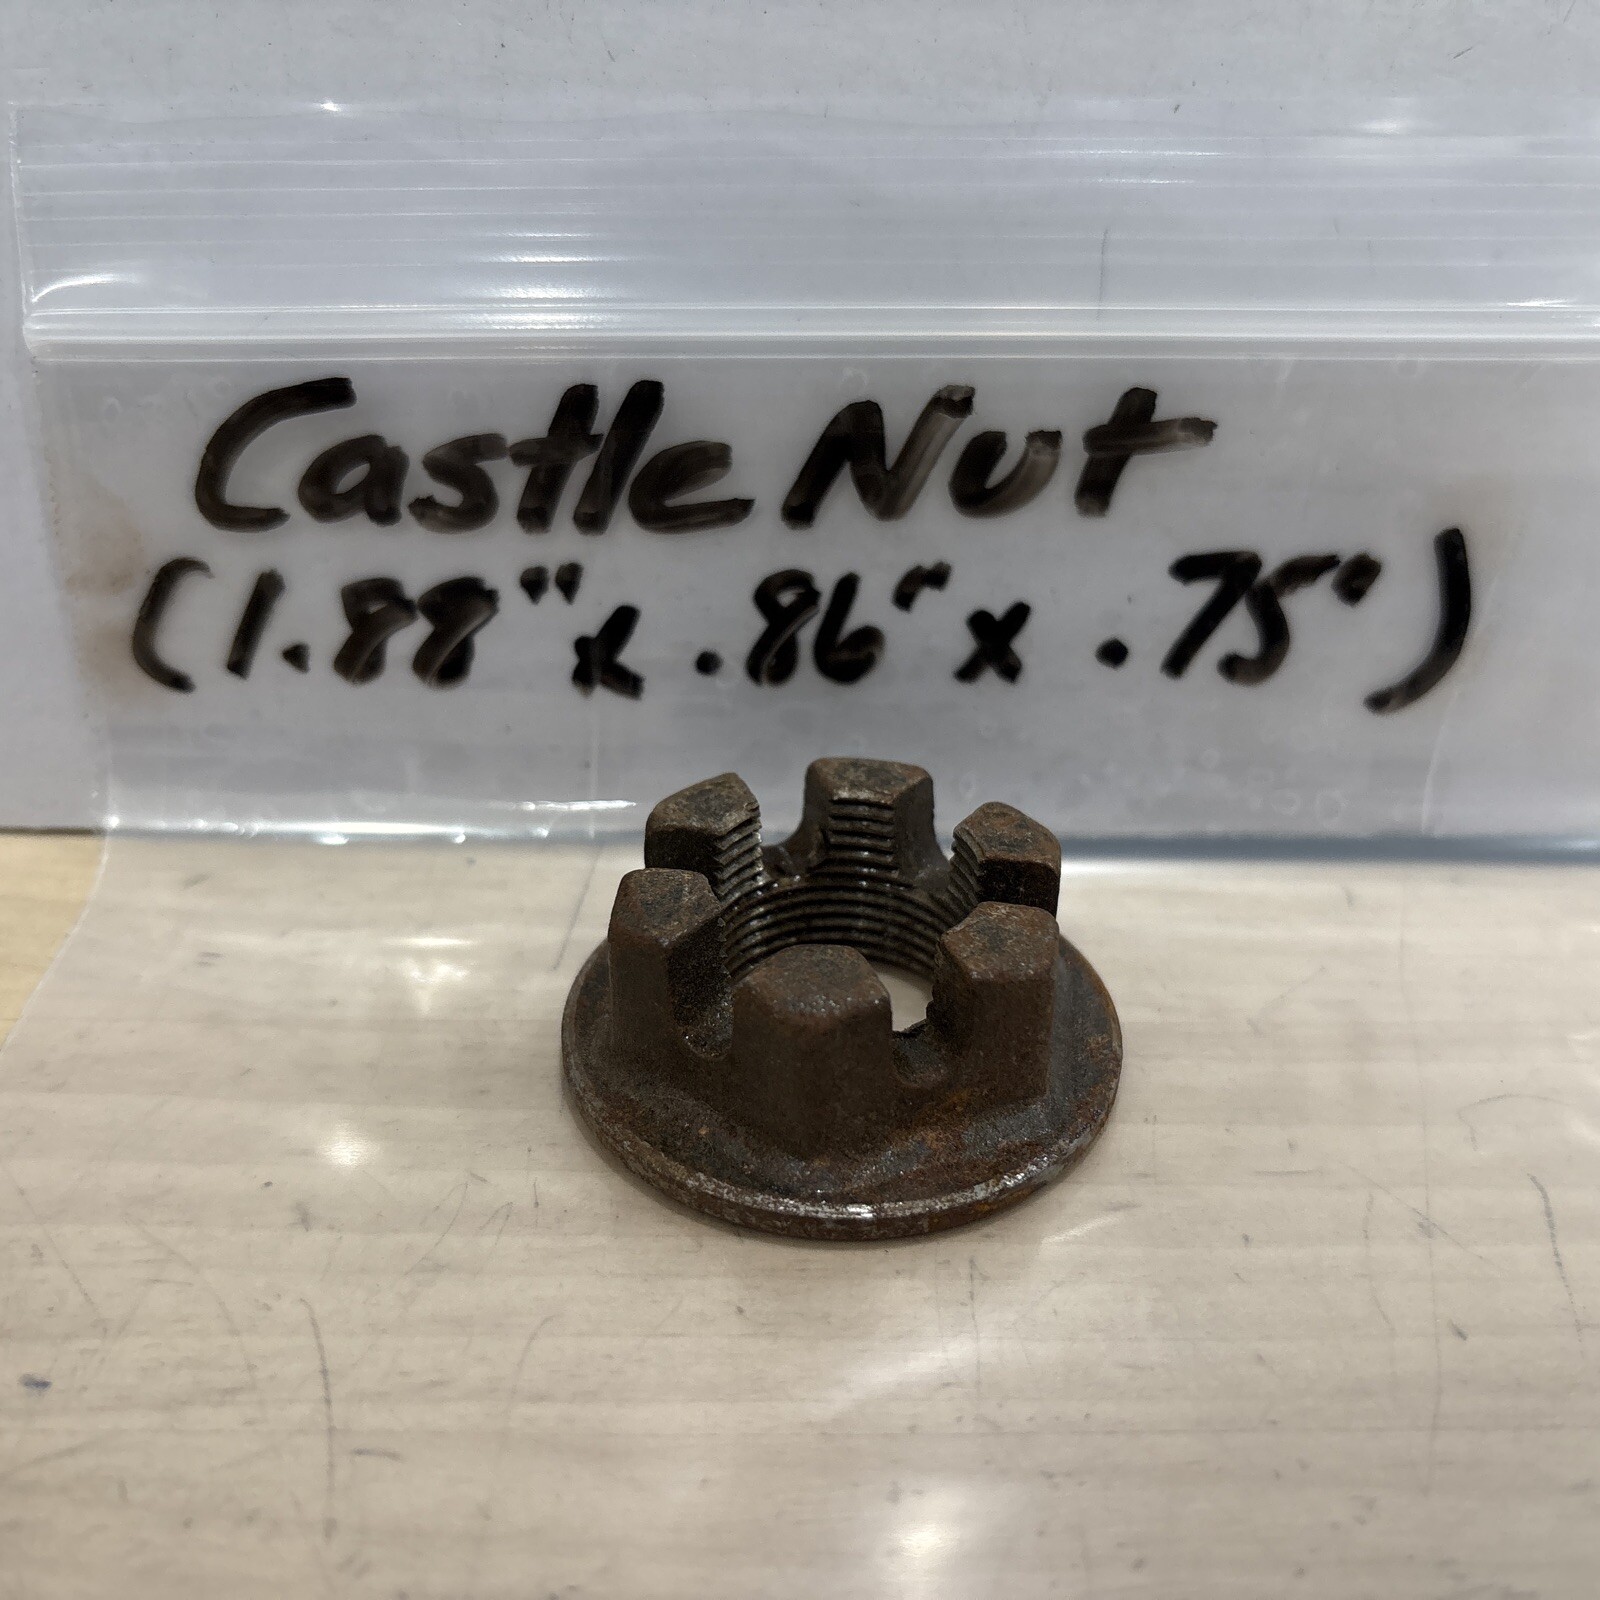 Castle Nut
(1.88" x .86" x .75")